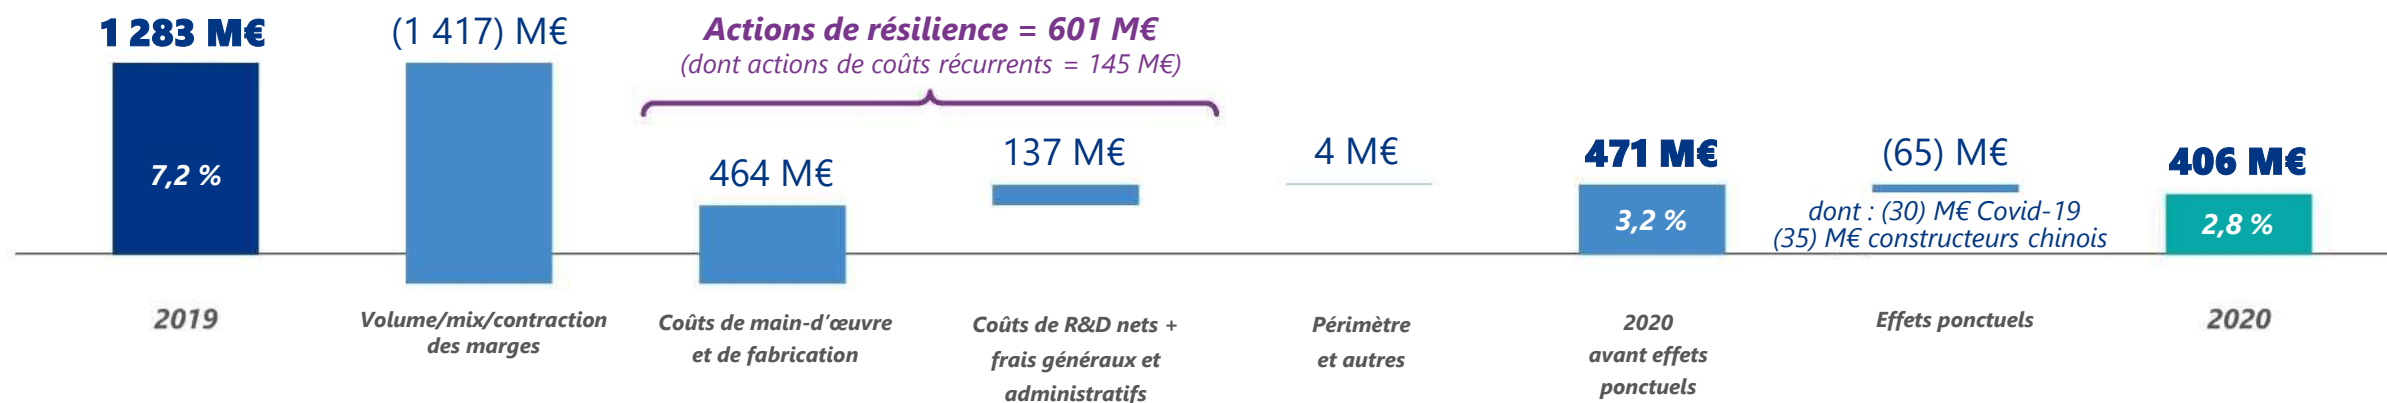 1 283 M€
(1 417) M€
Actions de résilience = 601 M€
(dont actions de coûts récurrents = 145 M€)
464 M€
137 M€
4 M€
471 M€
(65) M€
406 M€
7,2 %
3,2 %
dont : (30) M€ Covid-19
(35) M€ constructeurs chinois
2,8 %
2019
Volume/mix/contraction
des marges
Coûts de main-d'œuvre
et de fabrication
Coûts de R&D nets +
frais généraux et
administratifs
Périmètre
et autres
2020
avant effets
ponctuels
Effets ponctuels
2020